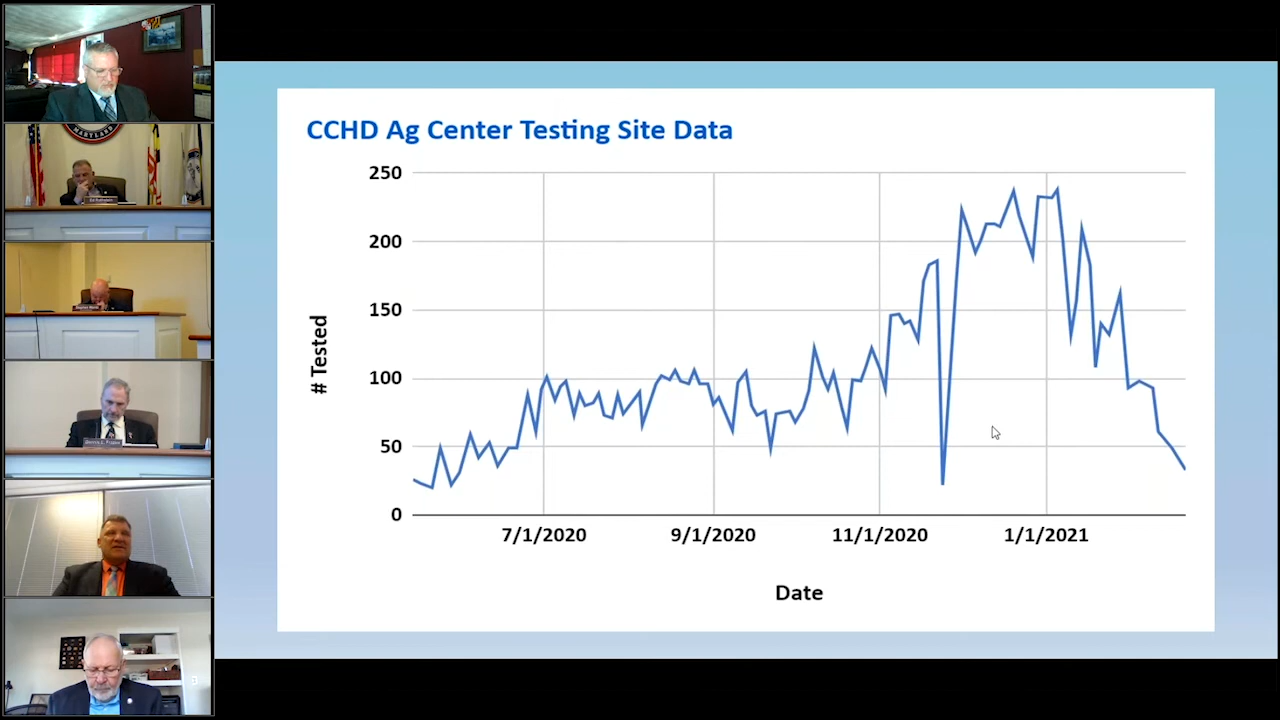 MARYLAND
CCHD Ag Center Testing Site Data
250
200
150
100
50
0
# Tested
7/1/2020
9/1/2020
11/1/2020
1/1/2021
Date